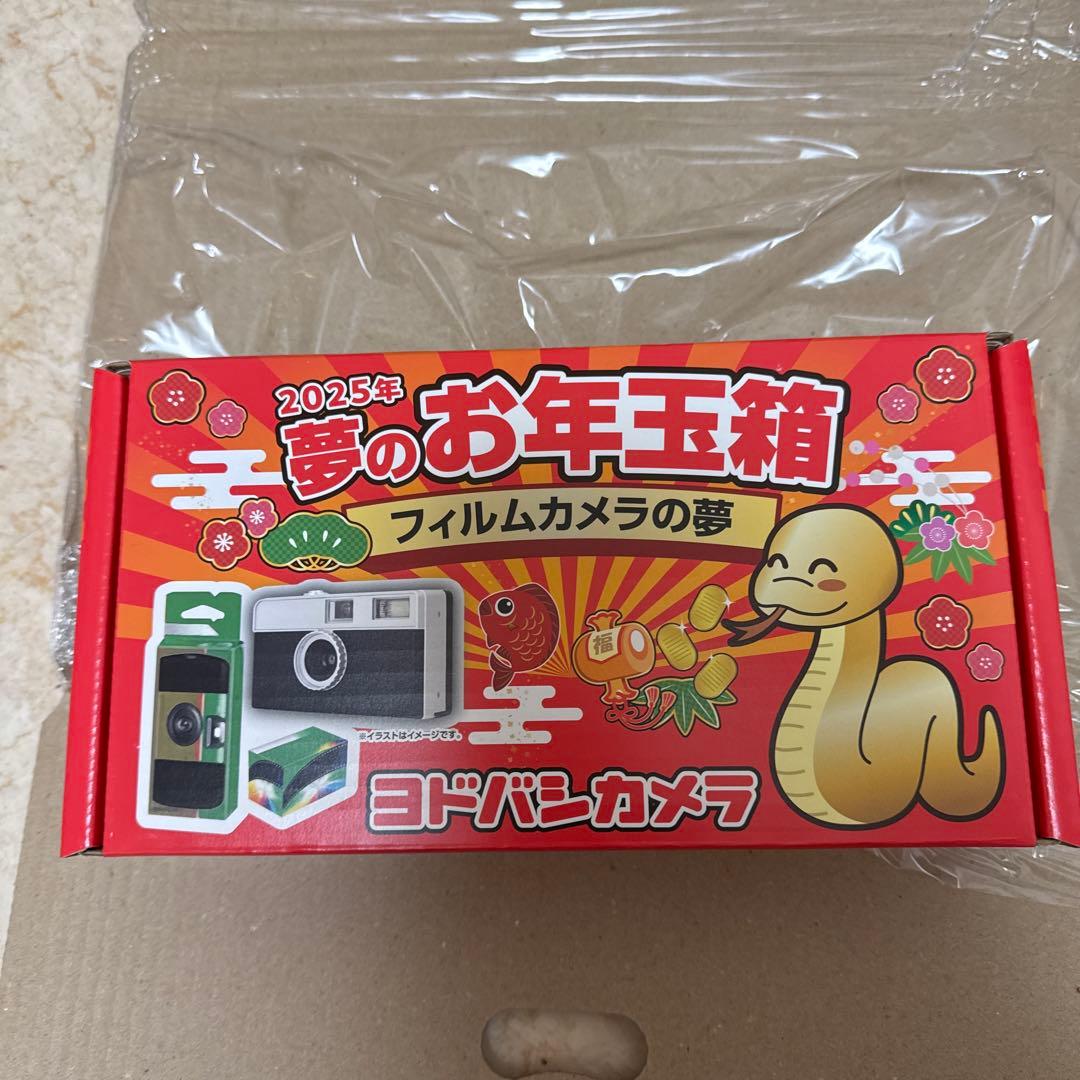 2025年
夢のお年玉箱
フィルムカメラの夢
福
※イラストはイメージです。
ヨドバシカメラ